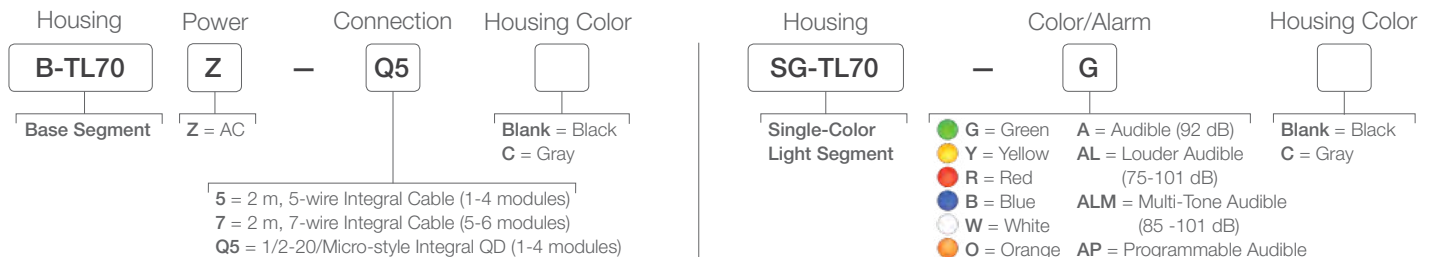 Housing Power Connection Housing Color
B-TL70 Z – Q5
Base Segment
Z = AC
Blank = Black
C = Gray
5 = 2 m, 5-wire Integral Cable (1-4 modules)
7 = 2 m, 7-wire Integral Cable (5-6 modules)
Q5 = 1/2-20/Micro-style Integral QD (1-4 modules)
Housing Color/Alarm Housing Color
SG-TL70 – G
Single-Color
Light Segment
G = Green
Y = Yellow
R = Red
B = Blue
W = White
O = Orange
A = Audible (92 dB)
AL = Louder Audible
(75-101 dB)
ALM = Multi-Tone Audible
(85 -101 dB)
AP = Programmable Audible
Blank = Black
C = Gray